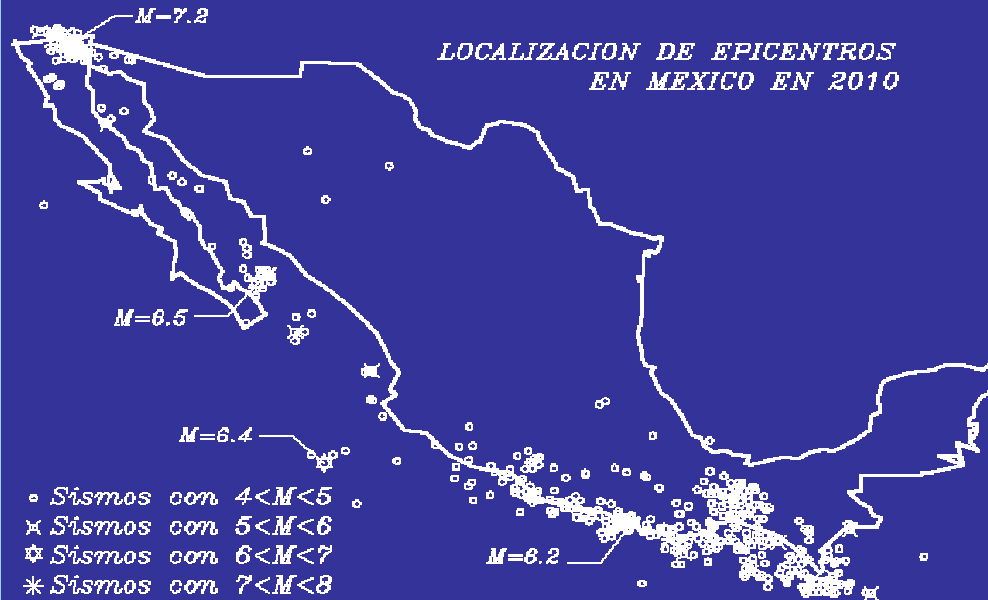 M=7.2
LOCALIZACION DE EPICENTROS
EN MEXICO EN 2010
M=6.5
M=6.4
Sismos con 4<M<5
Sismos con 5<M<6
M=6.2
Sismos con 6<M<7
Sismos con 7<M<8